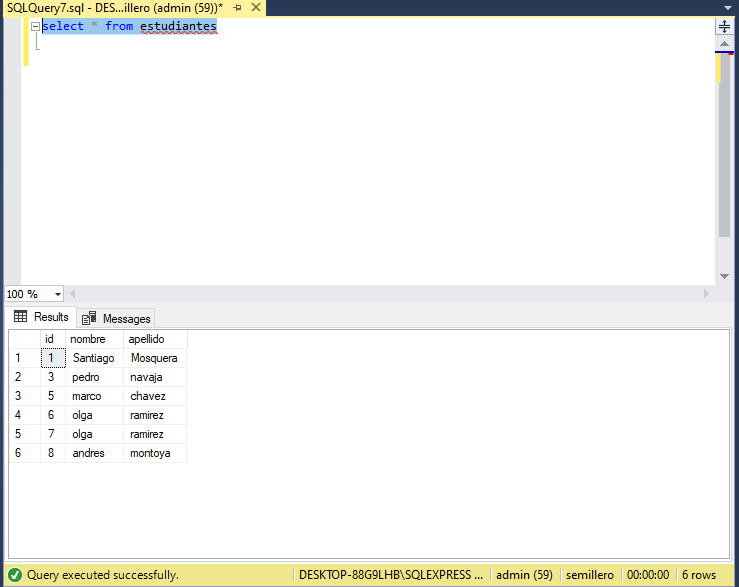 SQLQuery7.sql - DES...illero (admin (59))*
select * from estudiantes
100 %
Results Messages
id nombre apellido
1 1 Santiago Mosquera
2 3 pedro navaja
3 5 marco chavez
4 6 olga ramirez
5 7 olga ramirez
6 8 andres montoya
Query executed successfully. DESKTOP-88G9LHB\SQLEXPRESS ... admin (59) semillero 00:00:00 6 rows